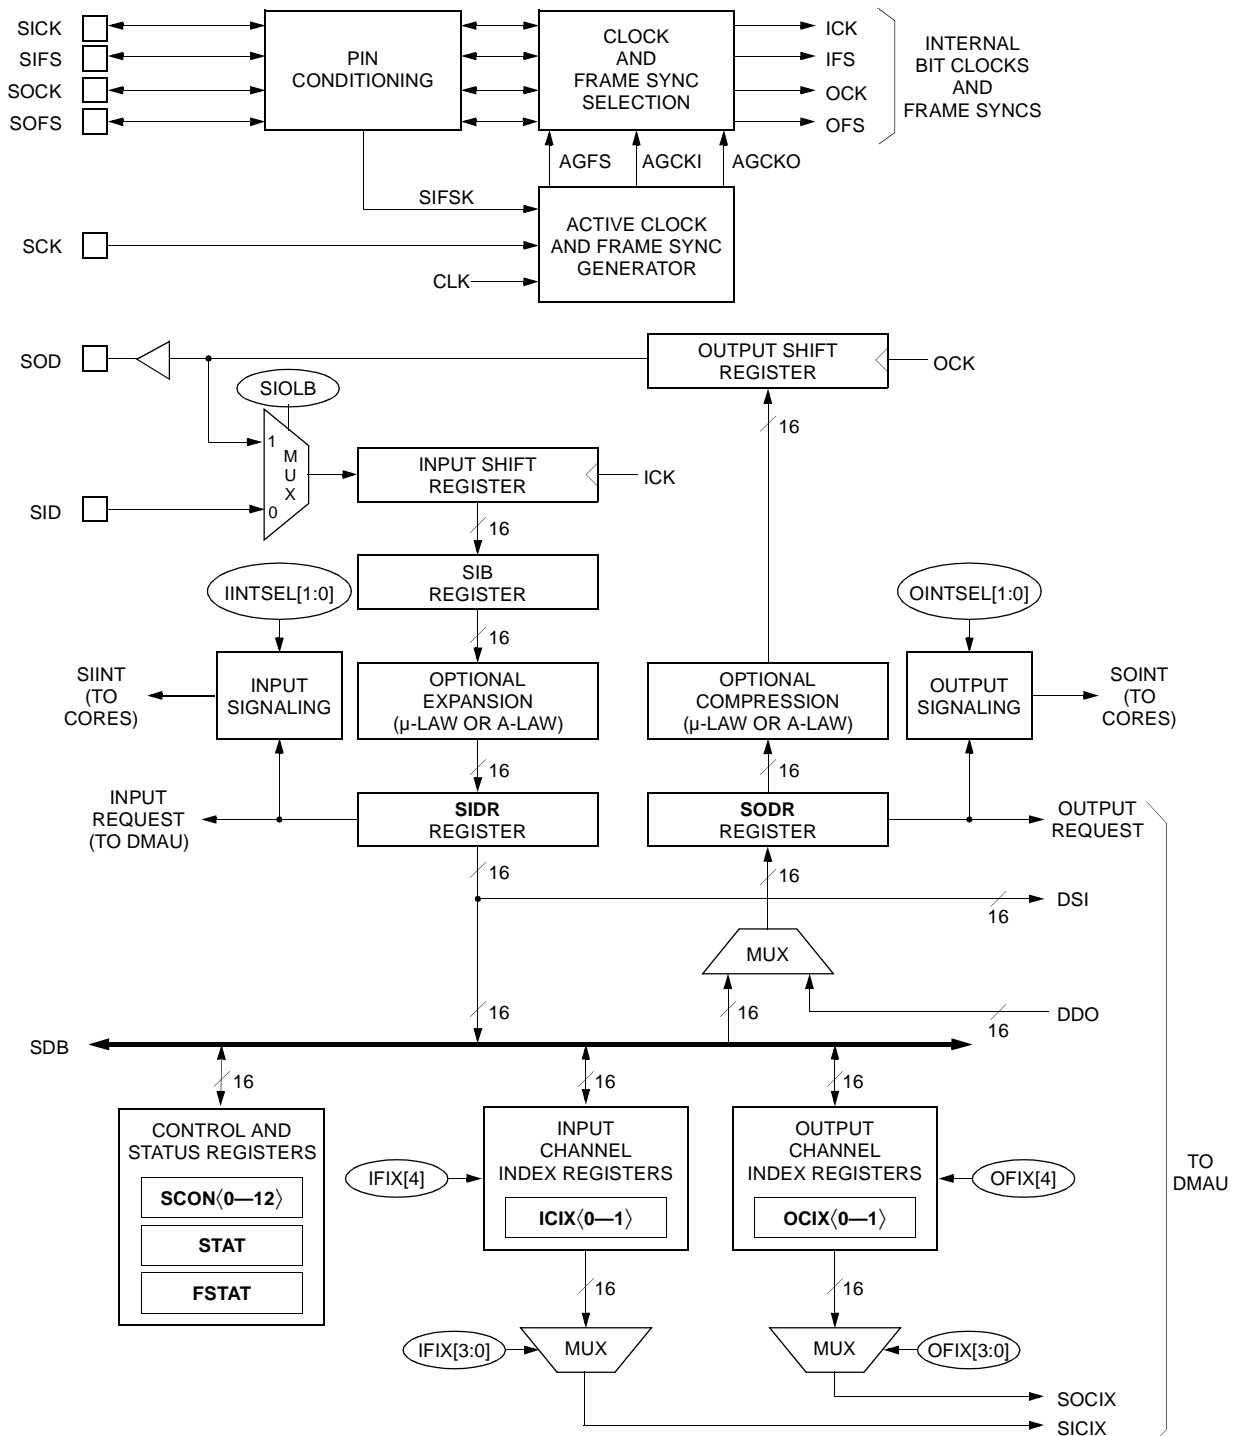 SICK
SIFS
SOCK
SOFS
PIN
CONDITIONING
CLOCK
AND
FRAME SYNC
SELECTION
ICK
IFS
OCK
OFS
INTERNAL
BIT CLOCKS
AND
FRAME SYNCS
AGFS
AGCKI
AGCKO
SIFSK
SCK
ACTIVE CLOCK
AND FRAME SYNC
GENERATOR
CLK
SOD
OUTPUT SHIFT
REGISTER
OCK
SIOLB
16
1
M
U
X
0
INPUT SHIFT
REGISTER
ICK
SID
16
SIB
REGISTER
IINTSEL[1:0]
OINTSEL[1:0]
16
SIINT
(TO
CORES)
INPUT
SIGNALING
OPTIONAL
EXPANSION
(µ-LAW OR A-LAW)
OPTIONAL
COMPRESSION
(µ-LAW OR A-LAW)
OUTPUT
SIGNALING
SOINT
(TO
CORES)
16
16
INPUT
REQUEST
(TO DMAU)
SIDR
REGISTER
SODR
REGISTER
OUTPUT
REQUEST
16
16
16
DSI
MUX
16
16
16
DDO
SDB
16
16
16
CONTROL AND
STATUS REGISTERS
SCON〈0—12〉
STAT
FSTAT
IFIX[4]
INPUT
CHANNEL
INDEX REGISTERS
ICIX〈0—1〉
OUTPUT
CHANNEL
INDEX REGISTERS
OCIX〈0—1〉
OFIX[4]
TO
DMAU
16
16
IFIX[3:0]
MUX
MUX
OFIX[3:0]
SOCIX
SICIX